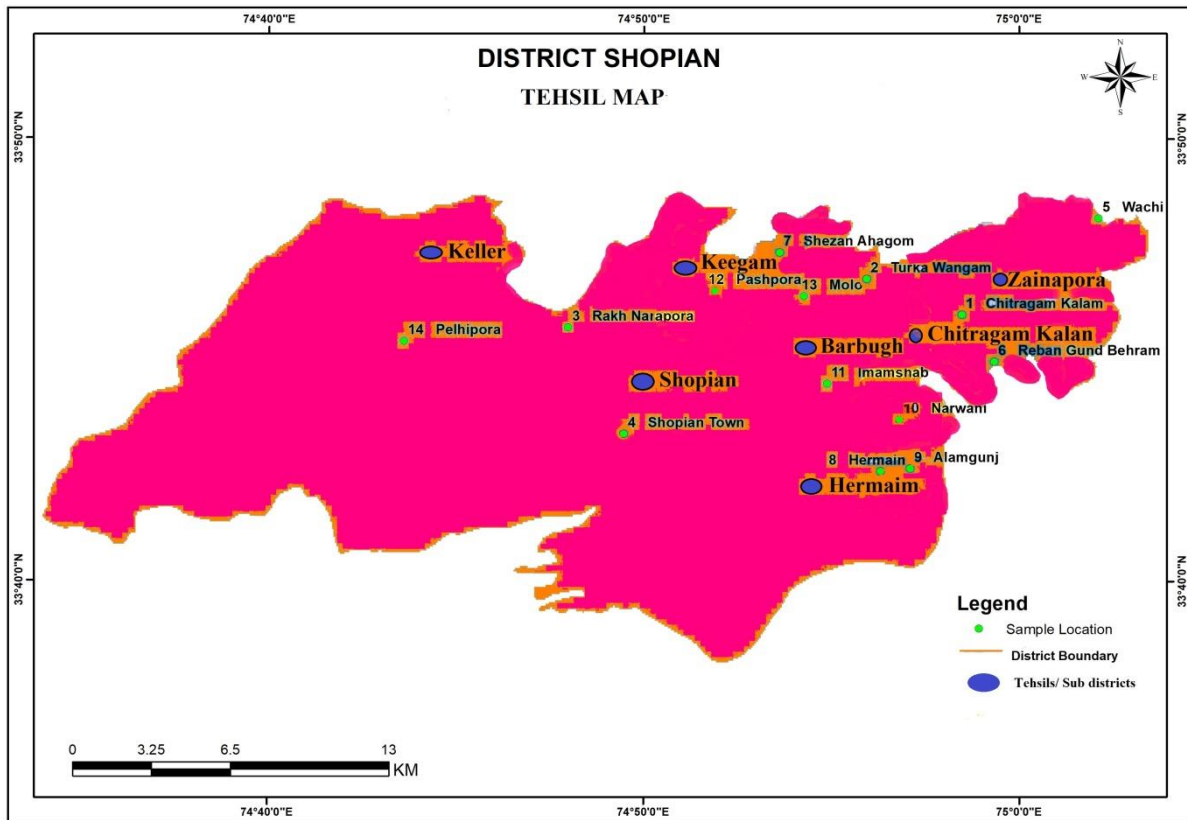 74°40'0"E
74°50'0"E
75°0'0"E
DISTRICT SHOPIAN
TEHSIL MAP
N
W
E
S
33°50'0"N
33°50'0"N
5 Wachi
7 Shezan Ahagom
Keller
Keegam
2 Turka Wangam
12 Pashpora
13 Molo
Zainapora
1 Chitragam Kalam
3 Rakh Narapora
14 Pelhipora
Chitragam Kalan
Barbugh
6 Reban Gund Behram
11 Imamshab
Shopian
10 Narwani
4 Shopian Town
8 Hermain
9 Alamgunj
Hermaim
33°40'0"N
33°40'0"N
Legend
Sample Location
District Boundary
Tehsils/ Sub districts
0 3.25 6.5 13
KM
74°40'0"E
74°50'0"E
75°0'0"E